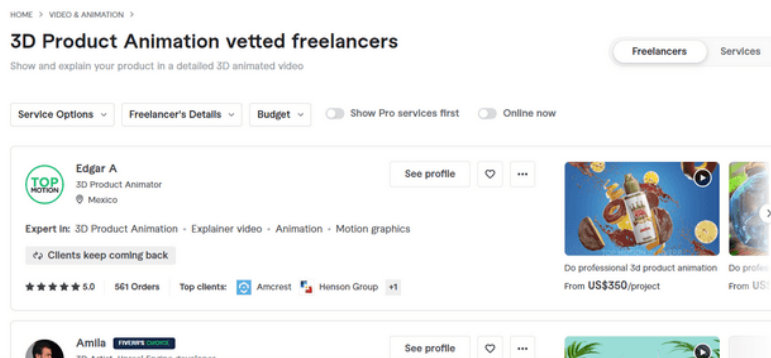 HOME > VIDEO & ANIMATION >
3D Product Animation vetted freelancers
Show and explain your product in a detailed 3D animated video
Freelancers Services
Service Options Freelancer's Details Budget Show Pro services first Online now
TOP
MOTION
Edgar A
3D Product Animator
Mexico
See profile
Expert in: 3D Product Animation • Explainer video • Animation • Motion graphics
Clients keep coming back
5.0 561 Orders Top clients: Amcrest Henson Group +1
Do professional 3d product animation
From US$350/project
Do profes
From US
Amila FIVERR'S CHOICE
See profile